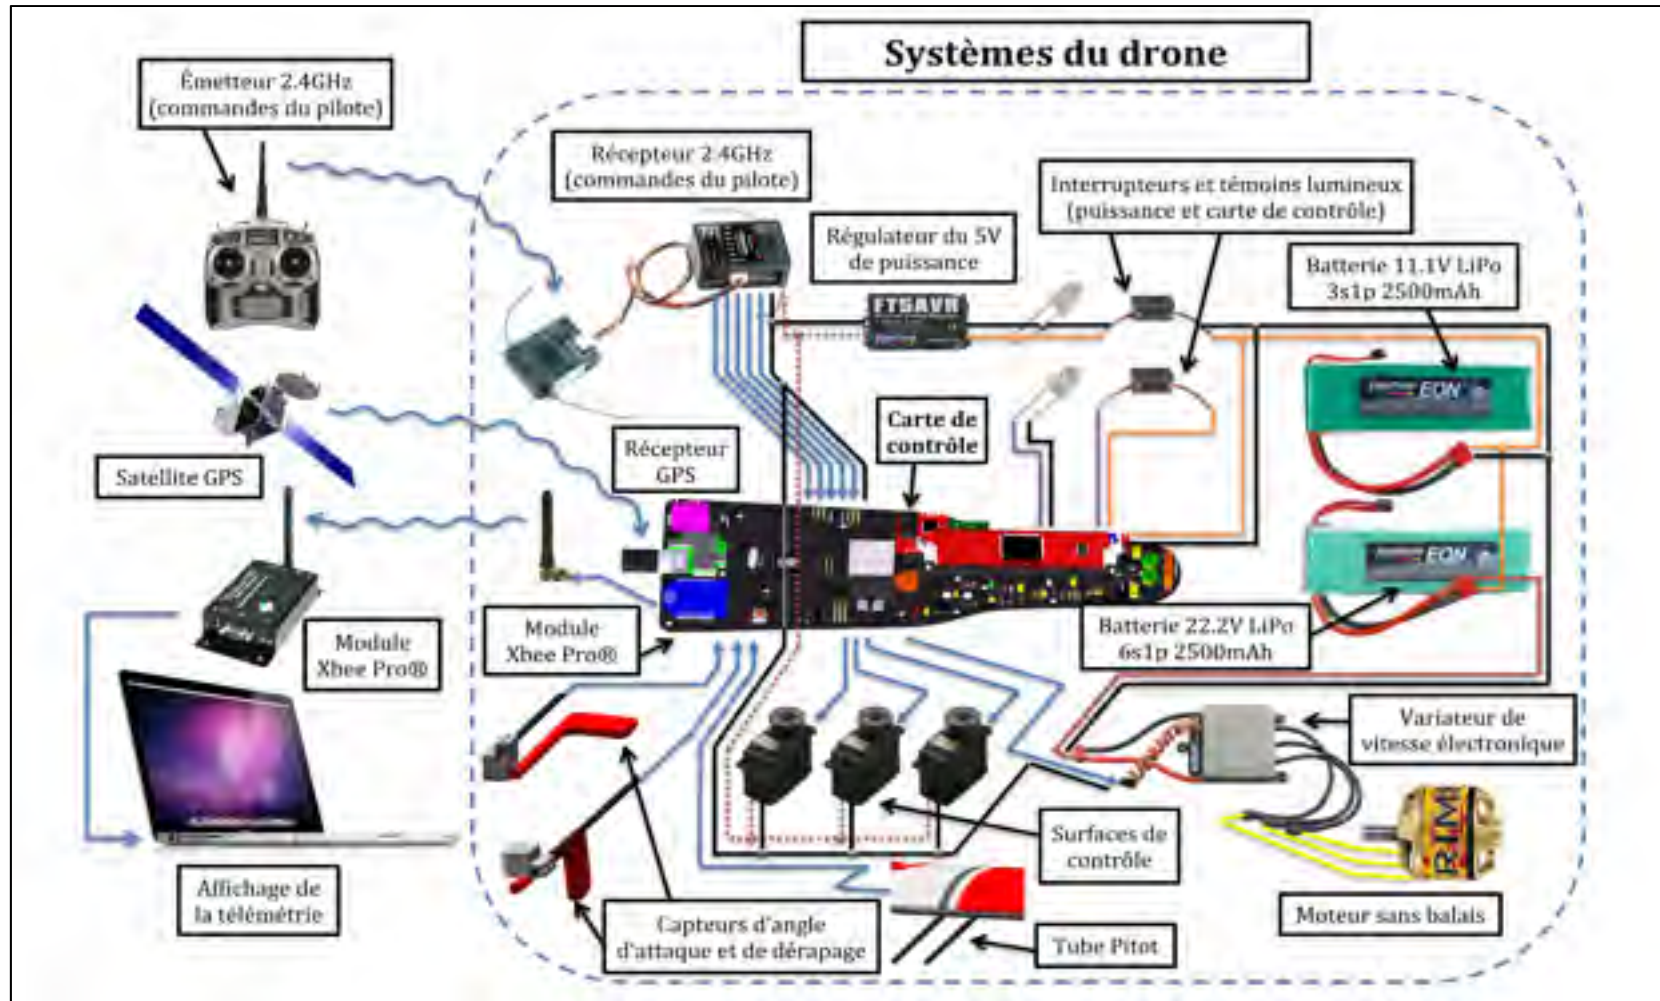 Systèmes du drone
Émetteur 2.4GHz
(commandes du pilote)
Récepteur 2.4GHz
(commandes du pilote)
Interrupteurs et témoins lumineux
(puissance et carte de contrôle)
Régulateur du 5V
de puissance
Batterie 11.1V LiPo
3s1p 2500mAh
EON
Carte de
contrôle
Récepteur
GPS
Satellite GPS
EON
Module
Xbee Pro®
Module
Xbee Pro®
Batterie 22.2V LiPo
6s1p 2500mAh
Variateur de
vitesse électronique
Surfaces de
contrôle
R.I.M
Affichage de
la télémétrie
Capteurs d'angle
d'attaque et de dérapage
Tube Pitot
Moteur sans balais